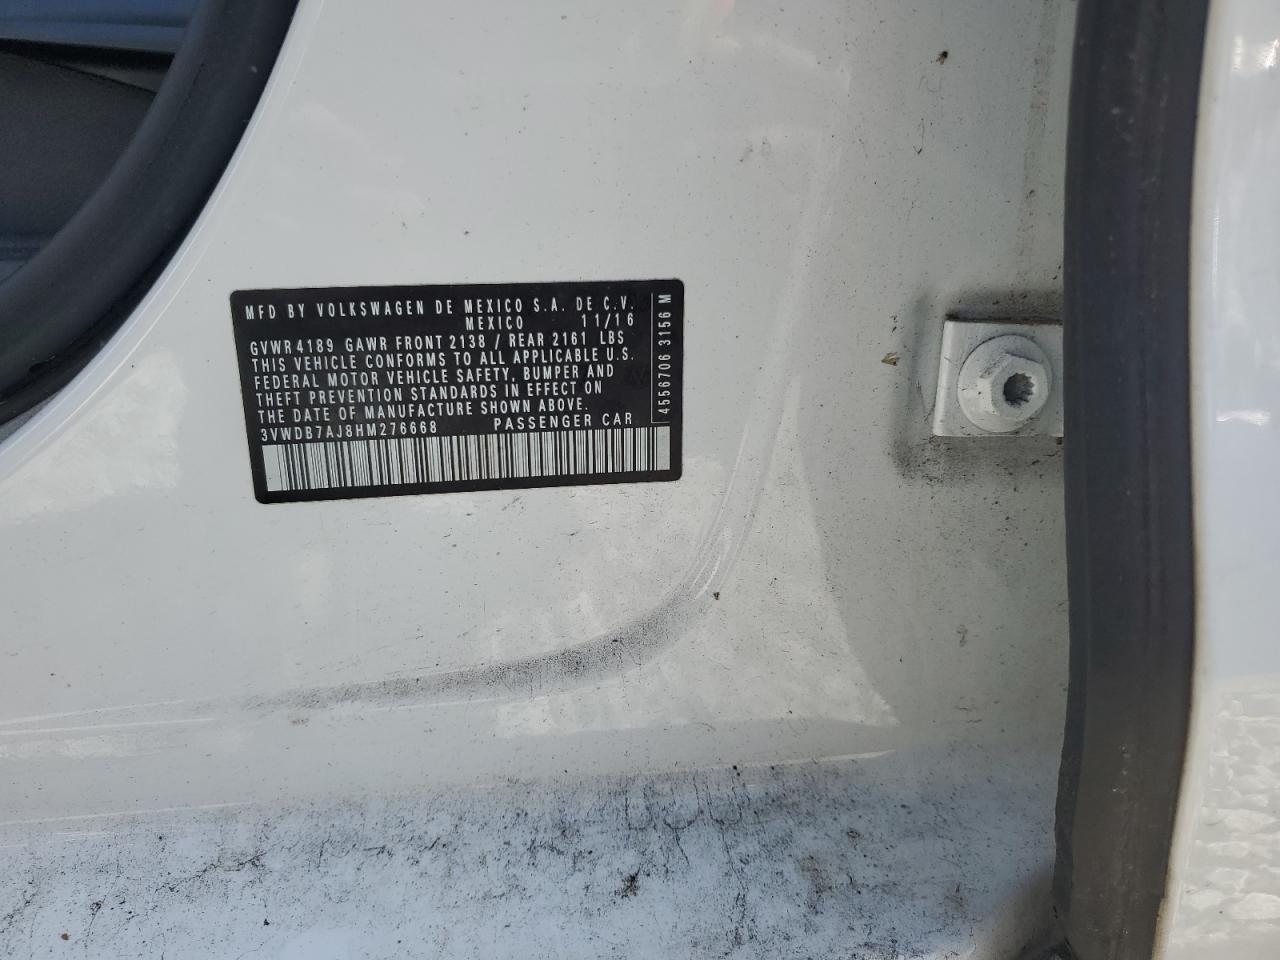 MFD BY VOLKSWAGEN DE MEXICO S.A. DE C.V.
MEXICO 11/16
GVWR 4189 GAWR FRONT 2138 / REAR 2161 LBS
THIS VEHICLE CONFORMS TO ALL APPLICABLE U.S.
FEDERAL MOTOR VEHICLE SAFETY, BUMPER AND
THEFT PREVENTION STANDARDS IN EFFECT ON
THE DATE OF MANUFACTURE SHOWN ABOVE.
3VWDB7AJ8HM276668 PASSENGER CAR
4556706 3156 M